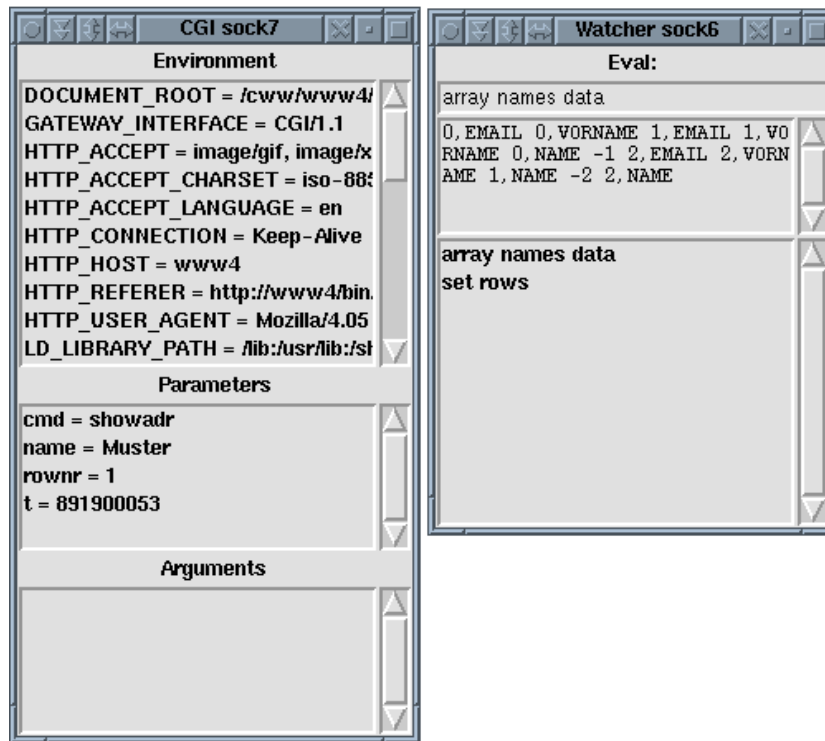 CGI sock7
Environment
DOCUMENT_ROOT = /cww/www4/
GATEWAY_INTERFACE = CGI/1.1
HTTP_ACCEPT = image/gif, image/x
HTTP_ACCEPT_CHARSET = iso-885
HTTP_ACCEPT_LANGUAGE = en
HTTP_CONNECTION = Keep-Alive
HTTP_HOST = www4
HTTP_REFERER = http://www4/bin.
HTTP_USER_AGENT = Mozilla/4.05
LD_LIBRARY_PATH = /lib:/usr/lib:/sh
Parameters
cmd = showadr
name = Muster
rownr = 1
t = 891900053
Arguments
Watcher sock6
Eval:
array names data
0,EMAIL 0,VORNAME 1,EMAIL 1,VO
RNAME 0,NAME -1 2,EMAIL 2,VORN
AME 1,NAME -2 2,NAME
array names data
set rows